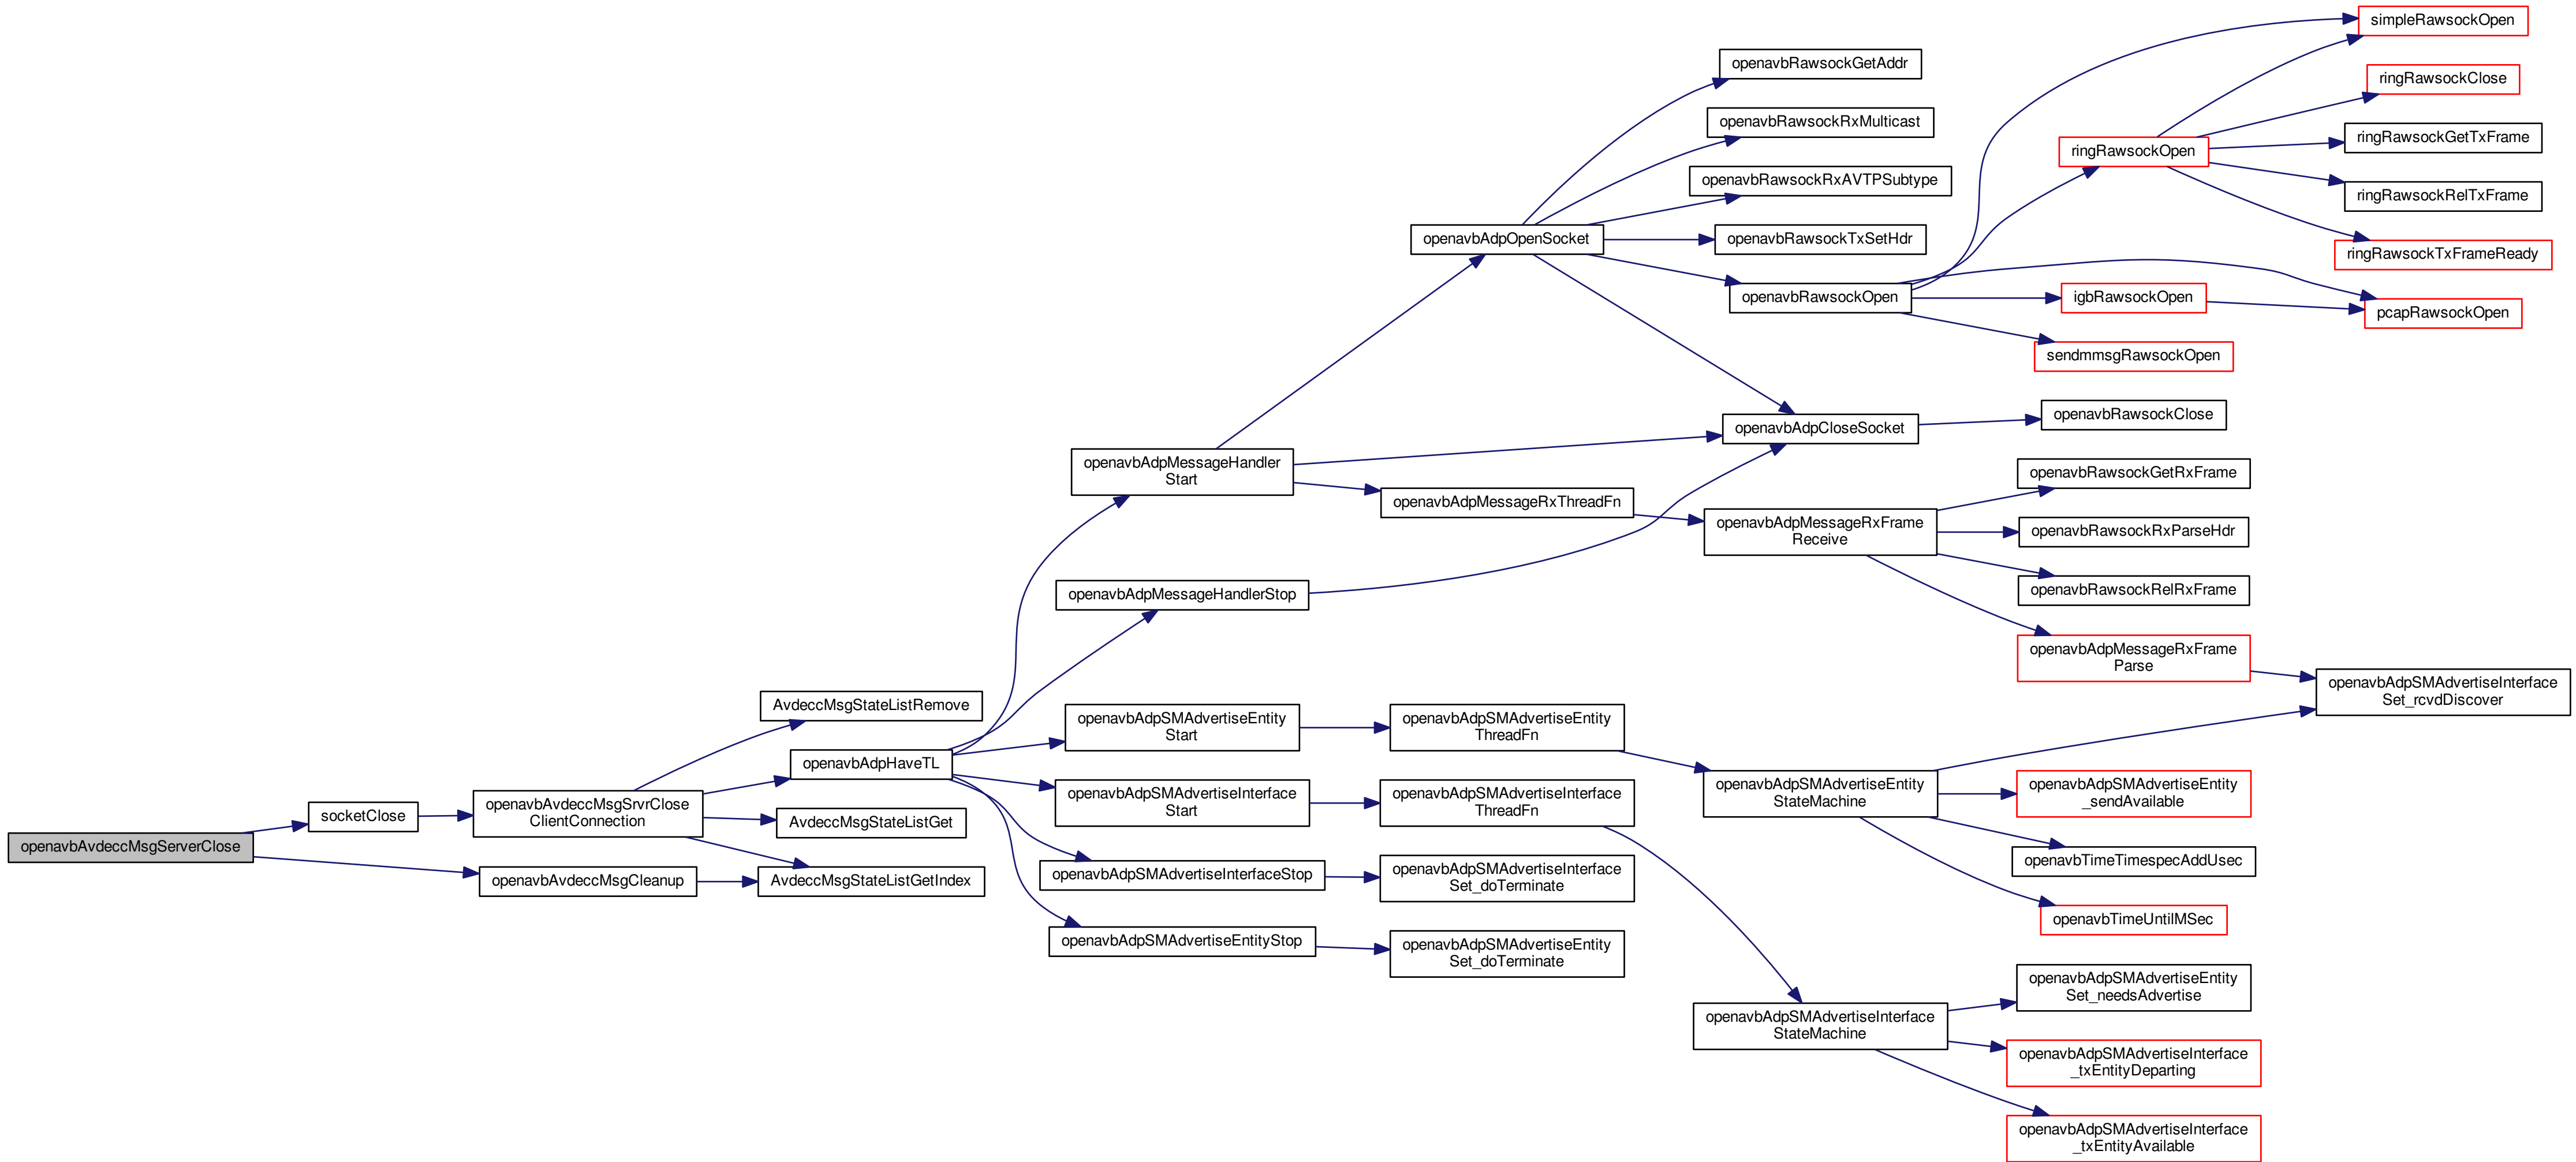 openavbAvdeccMsgServerClose
socketClose
openavbAvdeccMsgCleanup
openavbAvdeccMsgSrvrClose
ClientConnection
AvdeccMsgStateListRemove
openavbAdpHaveTL
AvdeccMsgStateListGet
AvdeccMsgStateListGetIndex
openavbAdpMessageHandler
Start
openavbAdpMessageHandlerStop
openavbAdpSMAdvertiseEntity
Start
openavbAdpSMAdvertiseInterface
Start
openavbAdpSMAdvertiseInterfaceStop
openavbAdpSMAdvertiseEntityStop
openavbAdpOpenSocket
openavbAdpMessageRxThreadFn
openavbAdpSMAdvertiseEntity
ThreadFn
openavbAdpSMAdvertiseInterface
ThreadFn
openavbAdpSMAdvertiseInterface
Set_doTerminate
openavbAdpSMAdvertiseEntity
Set_doTerminate
openavbRawsockGetAddr
openavbRawsockRxMulticast
openavbRawsockRxAVTPSubtype
openavbRawsockTxSetHdr
openavbRawsockOpen
openavbAdpCloseSocket
openavbAdpMessageRxFrame
Receive
openavbAdpSMAdvertiseEntity
StateMachine
openavbAdpSMAdvertiseInterface
StateMachine
ringRawsockOpen
igbRawsockOpen
sendmmsgRawsockOpen
openavbRawsockClose
openavbRawsockGetRxFrame
openavbRawsockRxParseHdr
openavbRawsockRelRxFrame
openavbAdpMessageRxFrame
Parse
openavbAdpSMAdvertiseEntity
_sendAvailable
openavbTimeTimespecAddUsec
openavbTimeUntilMSec
openavbAdpSMAdvertiseEntity
Set_needsAdvertise
openavbAdpSMAdvertiseInterface
_txEntityDeparting
openavbAdpSMAdvertiseInterface
_txEntityAvailable
simpleRawsockOpen
ringRawsockClose
ringRawsockGetTxFrame
ringRawsockRelTxFrame
ringRawsockTxFrameReady
pcapRawsockOpen
openavbAdpSMAdvertiseInterface
Set_rcvdDiscover